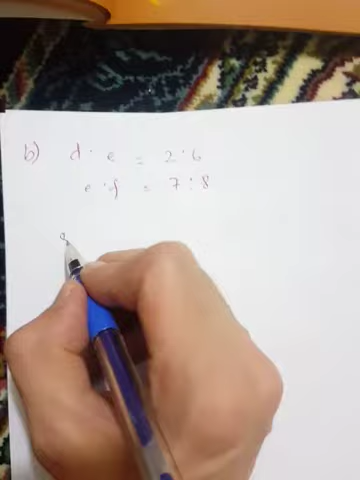 b) d : e = 2 : 6
e : f = 7 : 8